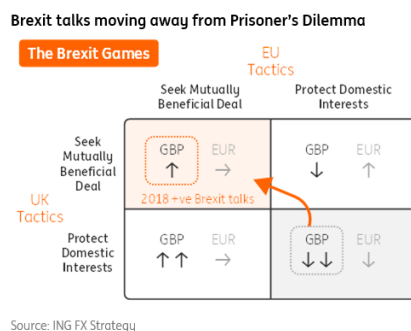 Brexit talks moving away from Prisoner's Dilemma
The Brexit Games
EU
Tactics
Seek Mutually
Beneficial Deal
Protect Domestic
Interests
UK
Tactics
Seek
Mutually
Beneficial
Deal
GBP EUR
↑ →
2018 +ve Brexit talks
GBP EUR
↓ ↑
Protect
Domestic
Interests
GBP EUR
↑↑ →
GBP EUR
↓↓ ↓
Source: ING FX Strategy